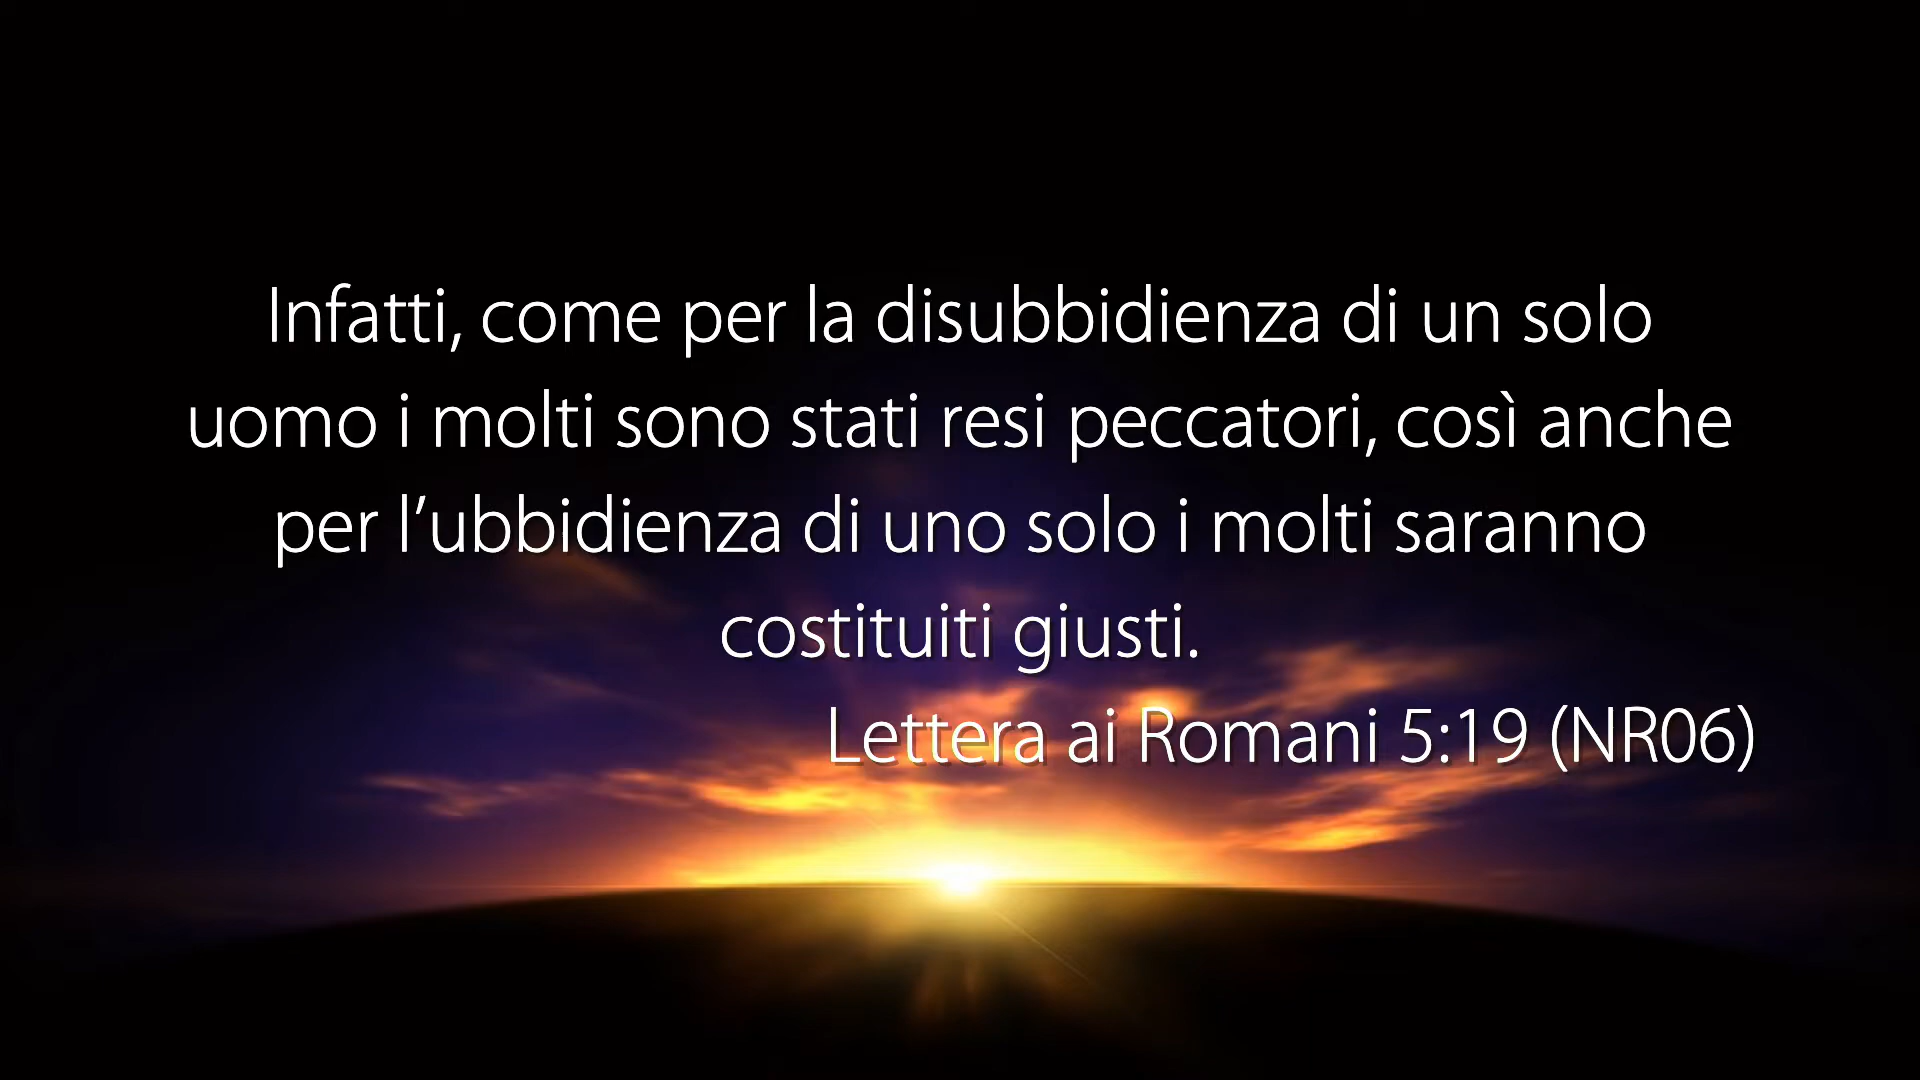 Infatti, come per la disubbidienza di un solo
uomo i molti sono stati resi peccatori, così anche
per l’ubbidienza di uno solo i molti saranno
costituiti giusti.
Lettera ai Romani 5:19 (NR06)